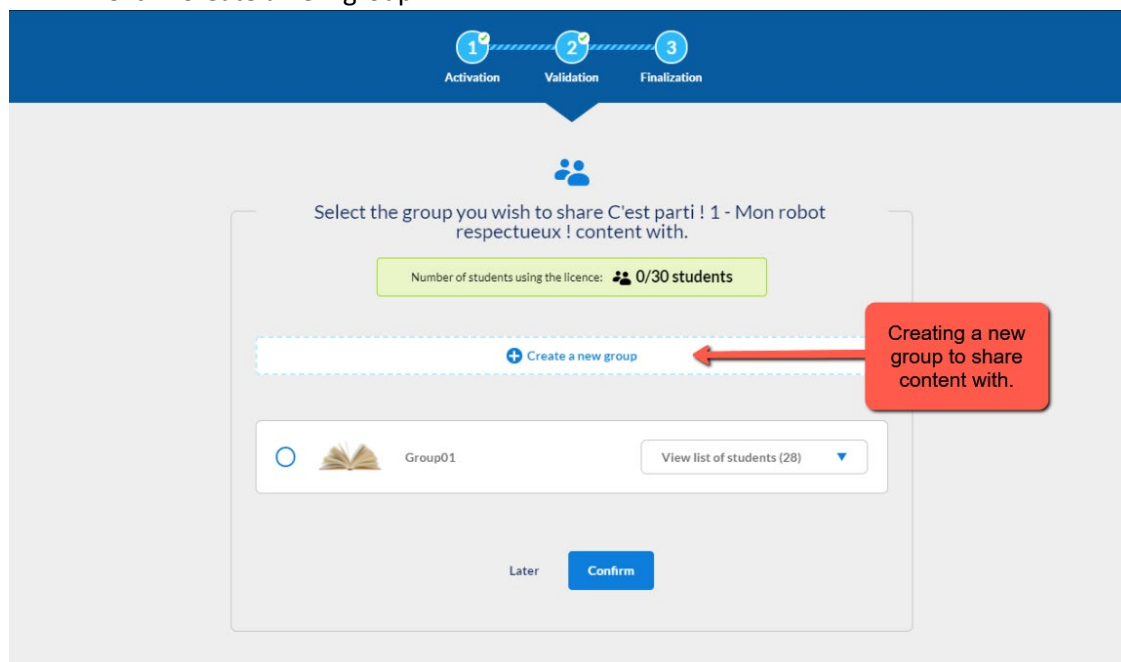 1 2 3
Activation Validation Finalization
Select the group you wish to share C'est parti ! 1 - Mon robot
respectueux ! content with.
Number of students using the licence: 0/30 students
Create a new group
Creating a new
group to share
content with.
Group01 View list of students (28)
Later Confirm